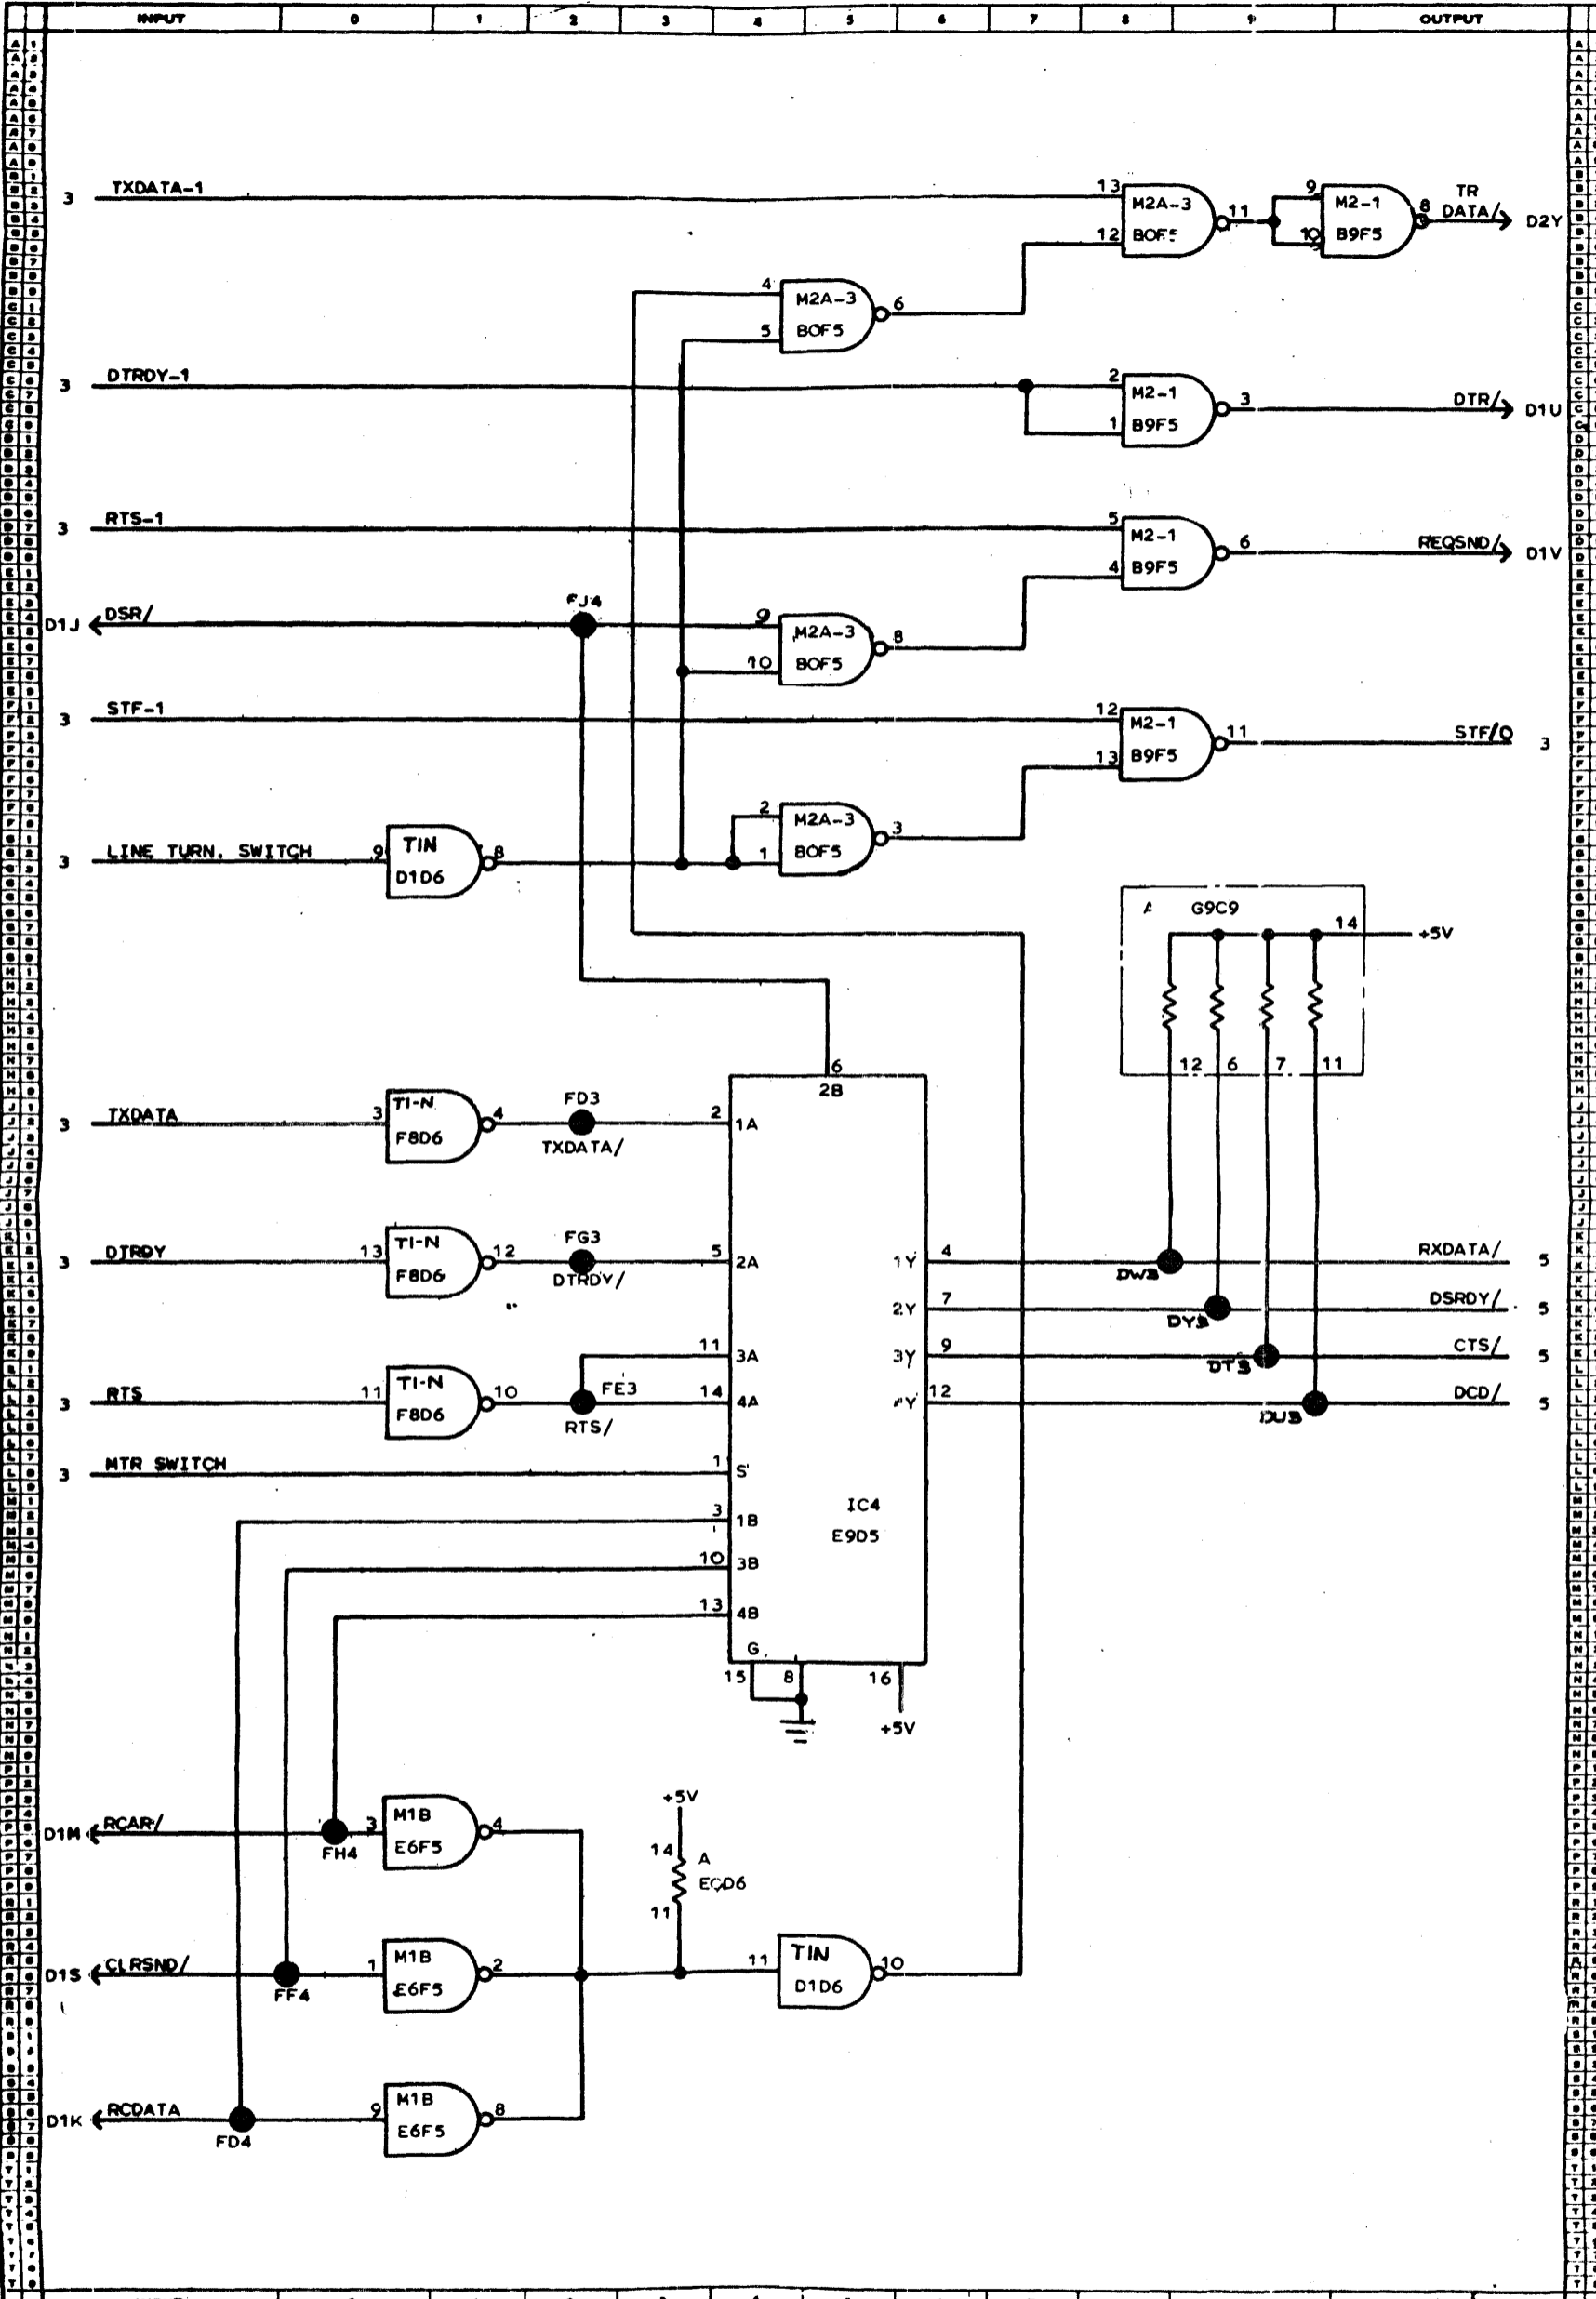 INPUT 0 1 2 3 4 5 6 7 8 9 OUTPUT
3 TXDATA-1 13 M2A-3 11 9 M2-1 8 TR DATA/ D2Y
12 BOF5 10 B9F5
4 M2A-3 6
5 BOF5
3 DTRDY-1 2 M2-1 3 DTR/ D1U
1 B9F5
3 RTS-1 5 M2-1 6 REQSND/ D1V
4 B9F5
D1J DSR/ FJ4 9 M2A-3 8
10 BOF5
3 STF-1 12 M2-1 11 STF/0 3
13 B9F5
2 M2A-3 3
3 LINE TURN. SWITCH 9 TIN 8 1 BOF5
D1D6
A G9C9 14 +5V
12 6 7 11
6
2B
3 TXDATA 3 TI-N 4 FD3 2 1A
F8D6 TXDATA/
3 DTRDY 13 TI-N 12 FG3 5 2A 1Y 4 RXDATA/ 5
F8D6 DTRDY/ DW3
2Y 7 DSRDY/ 5
DY3
11 3A 3Y 9 CTS/ 5
DT3
3 RTS 11 TI-N 10 FE3 14 4A Y 12 DCD/ 5
F8D6 RTS/ DU3
3 MTR SWITCH 1 S
3 1B IC4
E9D5
10 3B
13 4B
G
15 8 16
+5V
+5V
D1M RCAR/ 3 M1B 4
FH4 E6F5 14 A
11
D1S CLRSND/ 1 M1B 2 11 TIN 10
FF4 E6F5 D1D6
D1K RCDATA 9 M1B 8
FD4 E6F5